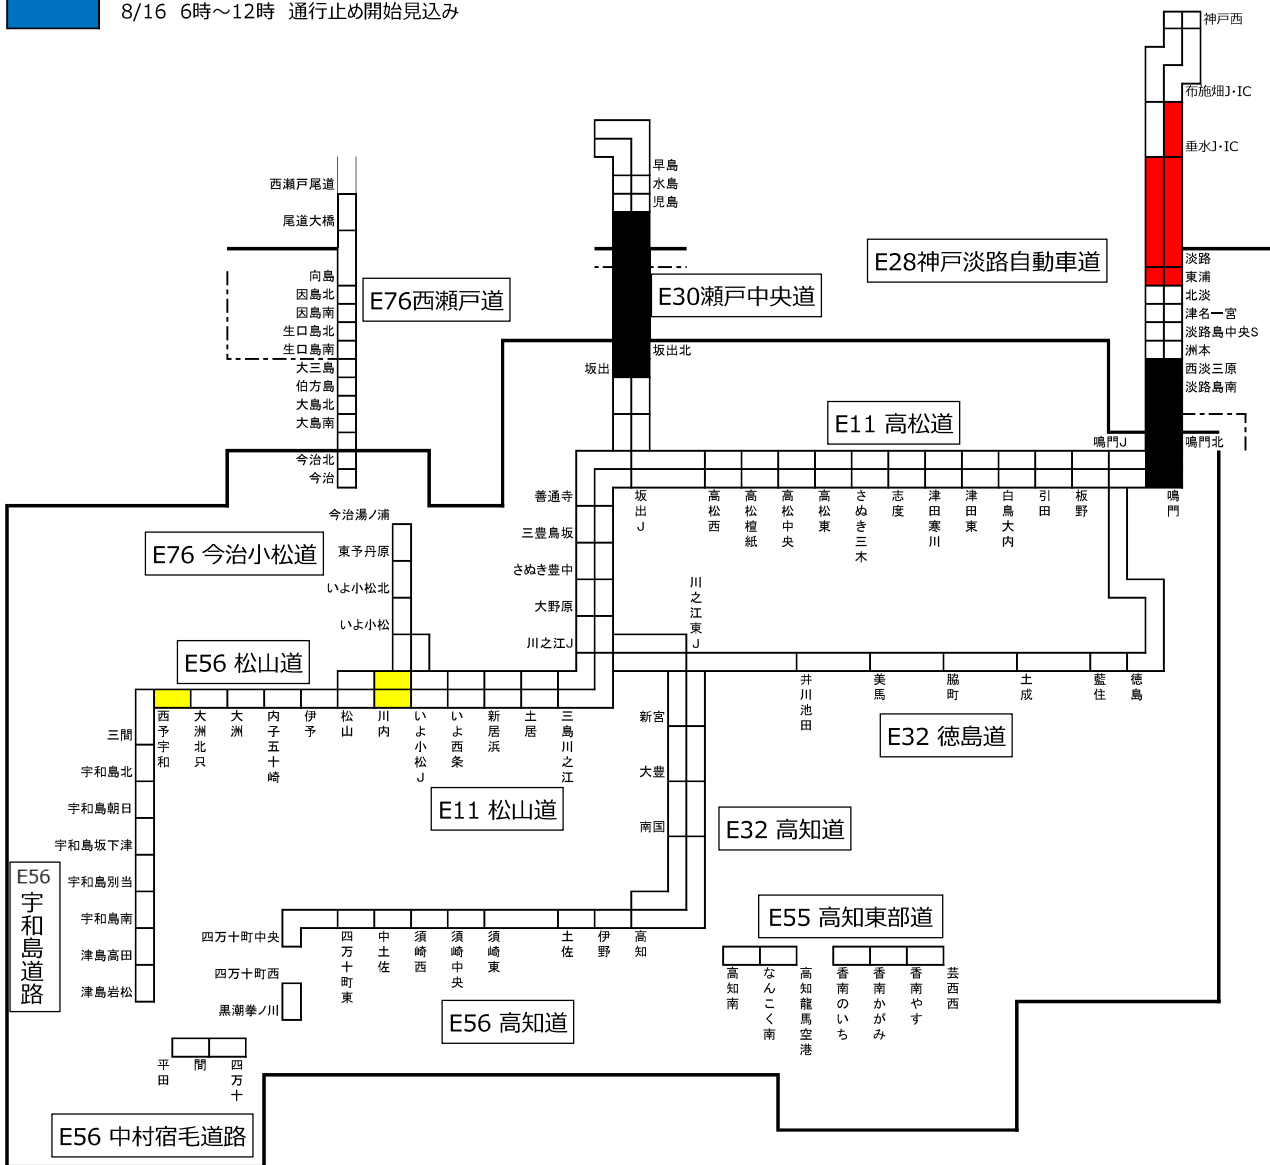 8/16 6時～12時 通行止め開始見込み
神戸西
布施畑J･IC
垂水J･IC
早島
水島
児島
西瀬戸尾道
尾道大橋
E28神戸淡路自動車道
淡路
東浦
北淡
津名一宮
淡路島中央S
洲本
西淡三原
淡路島南
鳴門北
鳴門J
向島
因島北
因島南
生口島北
生口島南
大三島
伯方島
大島北
大島南
今治北
今治
E76西瀬戸道
E30瀬戸中央道
坂出北
坂出
E11 高松道
善通寺
三豊鳥坂
さぬき豊中
大野原
川之江J
坂出J
高松西
高松檀紙
高松中央
高松東
さぬき三木
志度
津田寒川
津田東
白鳥大内
引田
板野
鳴門
今治湯ノ浦
東予丹原
いよ小松北
いよ小松
E76 今治小松道
川之江東J
E56 松山道
西予宇和
大洲北只
大洲
内子五十崎
伊予
松山
川内
いよ小松J
いよ西条
新居浜
土居
三島川之江
井川池田
美馬
脇町
土成
藍住
徳島
E32 徳島道
三間
宇和島北
宇和島朝日
宇和島坂下津
宇和島別当
宇和島南
津島高田
津島岩松
E56
宇和島道路
E11 松山道
新宮
大豊
南国
E32 高知道
四万十町中央
四万十町東
中土佐
須崎西
須崎中央
須崎東
土佐
伊野
高知
E55 高知東部道
高知南
なんこく南
高知龍馬空港
香南のいち
香南かがみ
香南やす
芸西西
四万十町西
黒潮拳ノ川
E56 高知道
平田
間
四万十
E56 中村宿毛道路